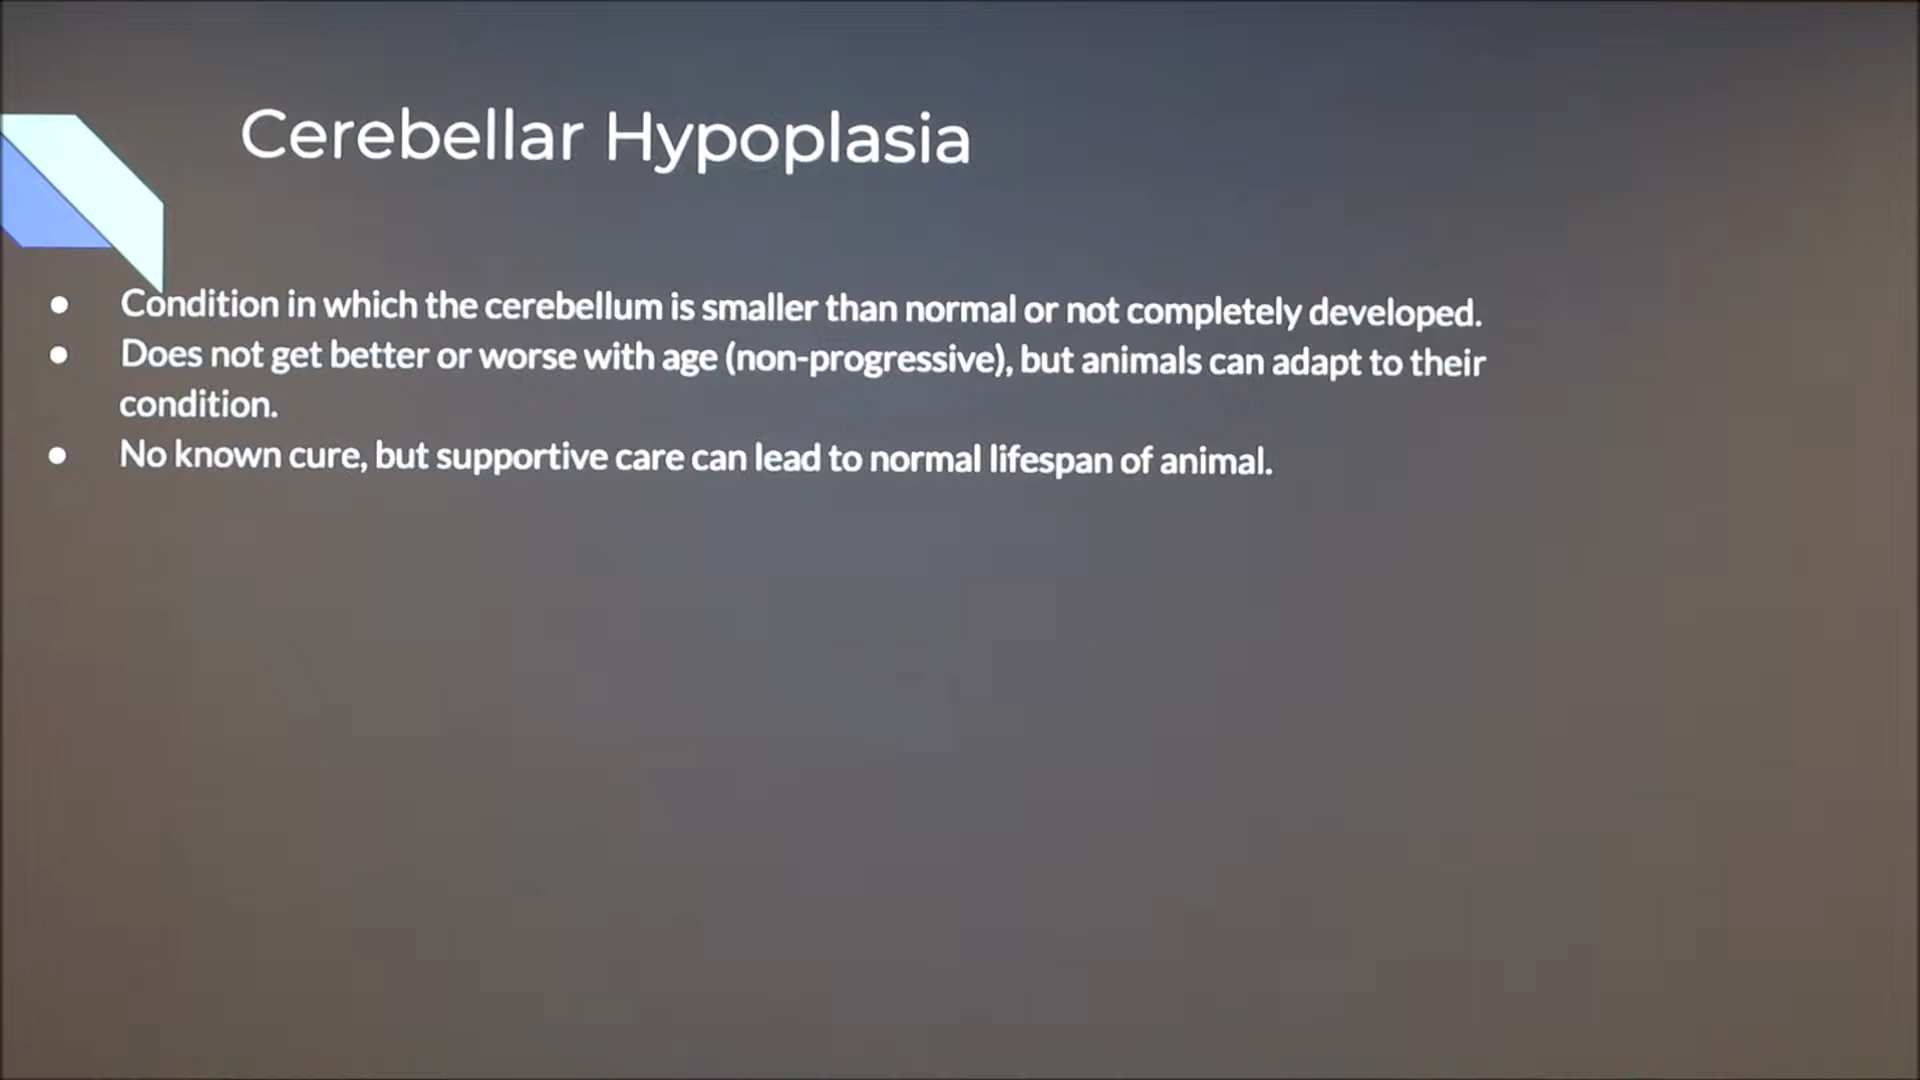 Cerebellar Hypoplasia
● Condition in which the cerebellum is smaller than normal or not completely developed.
● Does not get better or worse with age (non-progressive), but animals can adapt to their
condition.
● No known cure, but supportive care can lead to normal lifespan of animal.